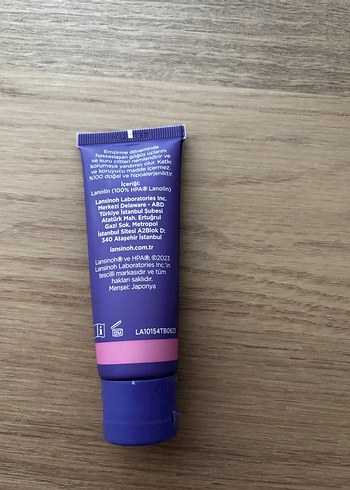 Emzirme döneminde
hassaslaşan göğüs uçlarını
ve kuru ciltleri nemlendirir ve
korumaya yardımcı olur. Katkı
ve koruyucu madde içermez.
%100 doğal ve hipoalerjeniktir.
İçeriği:
Lanolin (100% HPA® Lanolin)
Lansinoh Laboratories Inc.
Merkezi Delaware - ABD
Türkiye İstanbul Şubesi
Atatürk Mah. Ertuğrul
Gazi Sok. Metropol
İstanbul Sitesi A2Blok D:
340 Ataşehir İstanbul
lansinoh.com.tr
Lansinoh® ve HPA®, ©2023
Lansinoh Laboratories Inc.'in
tescilli markasıdır ve tüm
hakları saklıdır.
Menşei: Japonya
LA10154TB0623